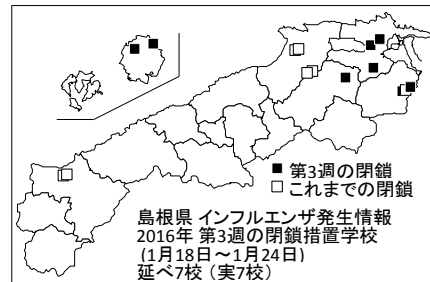 ■ 第3週の閉鎖
□ これまでの閉鎖
島根県 インフルエンザ発生情報
2016年 第3週の閉鎖措置学校
(1月18日～1月24日)
延べ7校 (実7校)